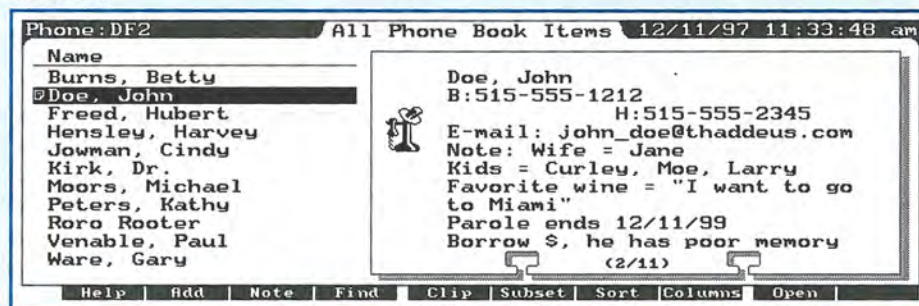 Phone:DF2 All Phone Book Items 12/11/97 11:33:48 am
Name
Burns, Betty
Doe, John
Freed, Hubert
Hensley, Harvey
Jowman, Cindy
Kirk, Dr.
Moors, Michael
Peters, Kathy
Roro Rooter
Venable, Paul
Ware, Gary
Doe, John
B:515-555-1212
H:515-555-2345
E-mail: john_doe@thaddeus.com
Note: Wife = Jane
Kids = Curley, Moe, Larry
Favorite wine = "I want to go
to Miami"
Parole ends 12/11/99
Borrow $, he has poor memory
(2/11)
Help Add Note Find Clip Subset Sort Columns Open